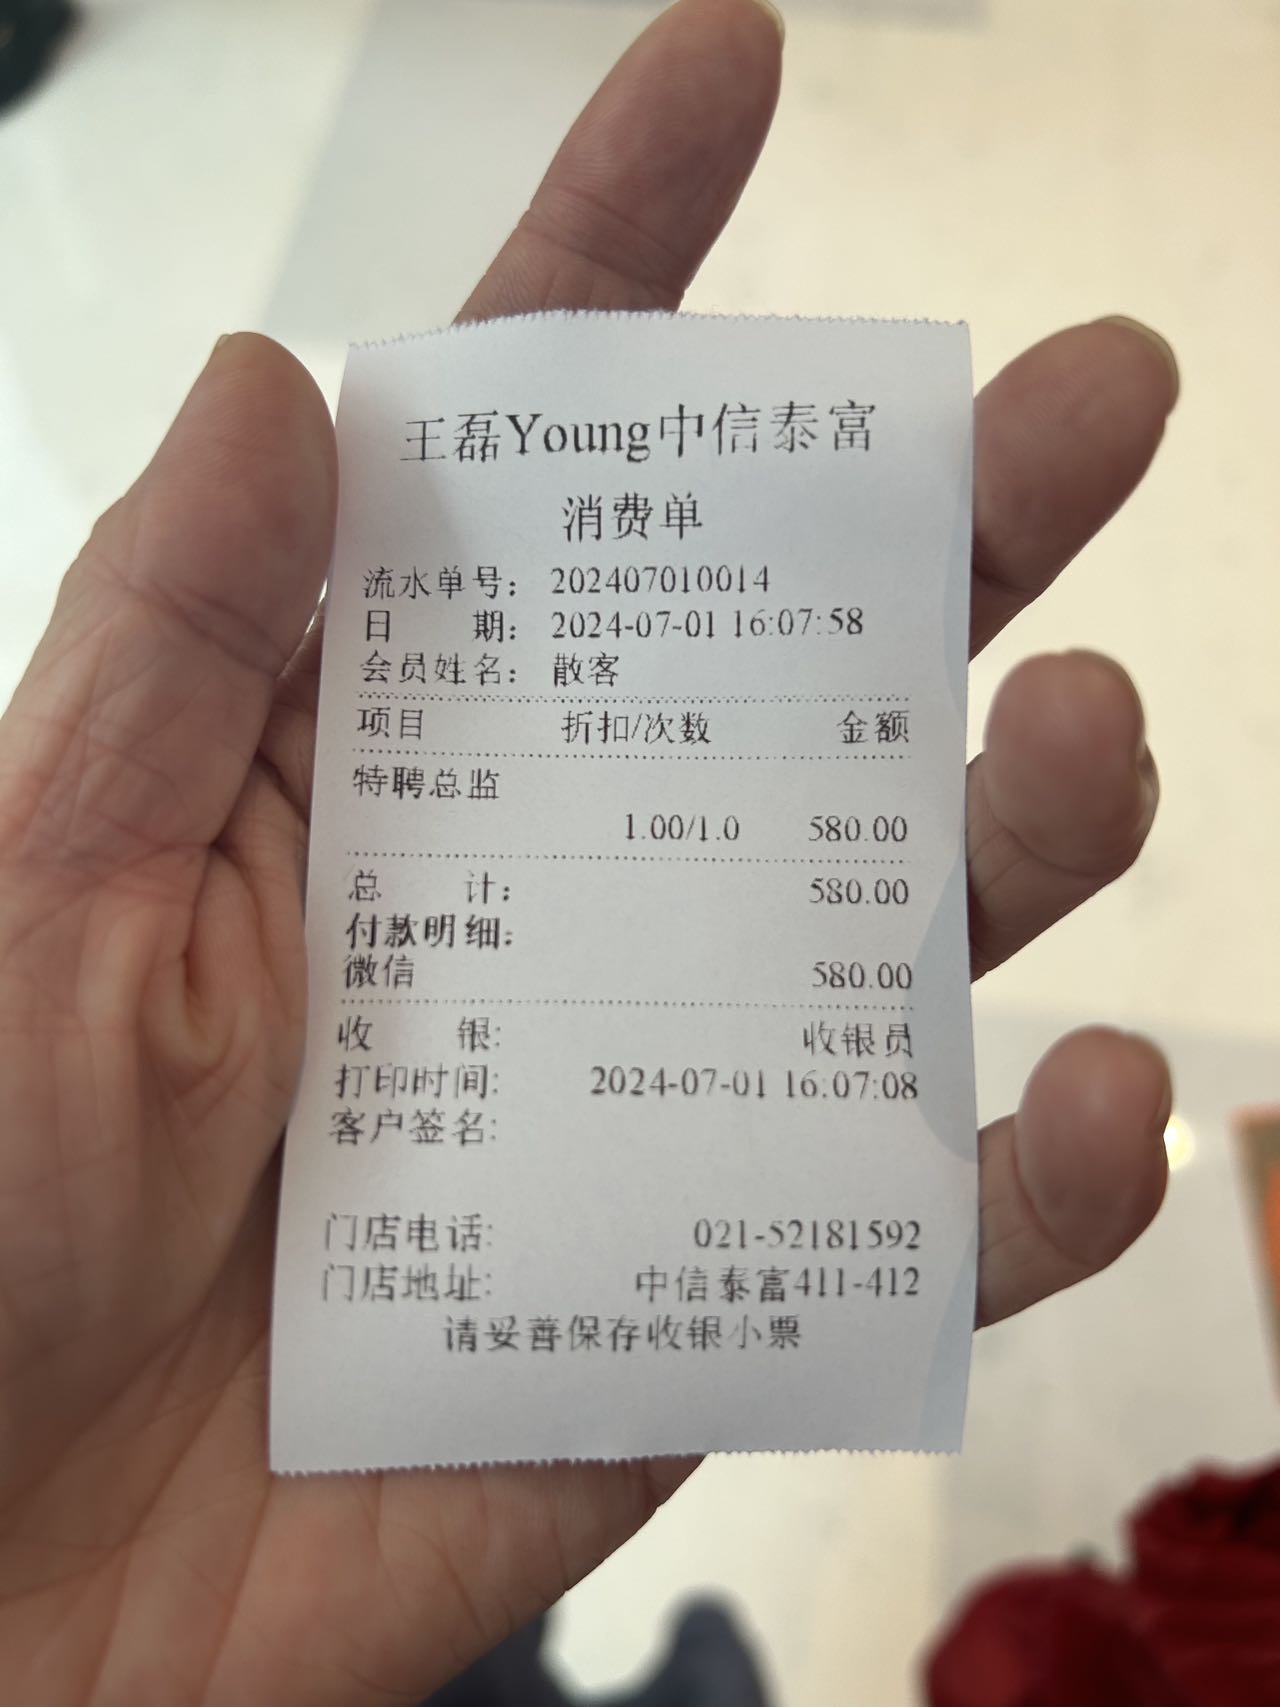 王磊Young中信泰富
消费单
流水单号： 202407010014
日 期： 2024-07-01 16:07:58
会员姓名： 散客
项目 折扣/次数 金额
特聘总监
1.00/1.0 580.00
总 计： 580.00
付款明细：
微信 580.00
收 银: 收银员
打印时间: 2024-07-01 16:07:08
客户签名:
门店电话: 021-52181592
门店地址: 中信泰富411-412
请妥善保存收银小票